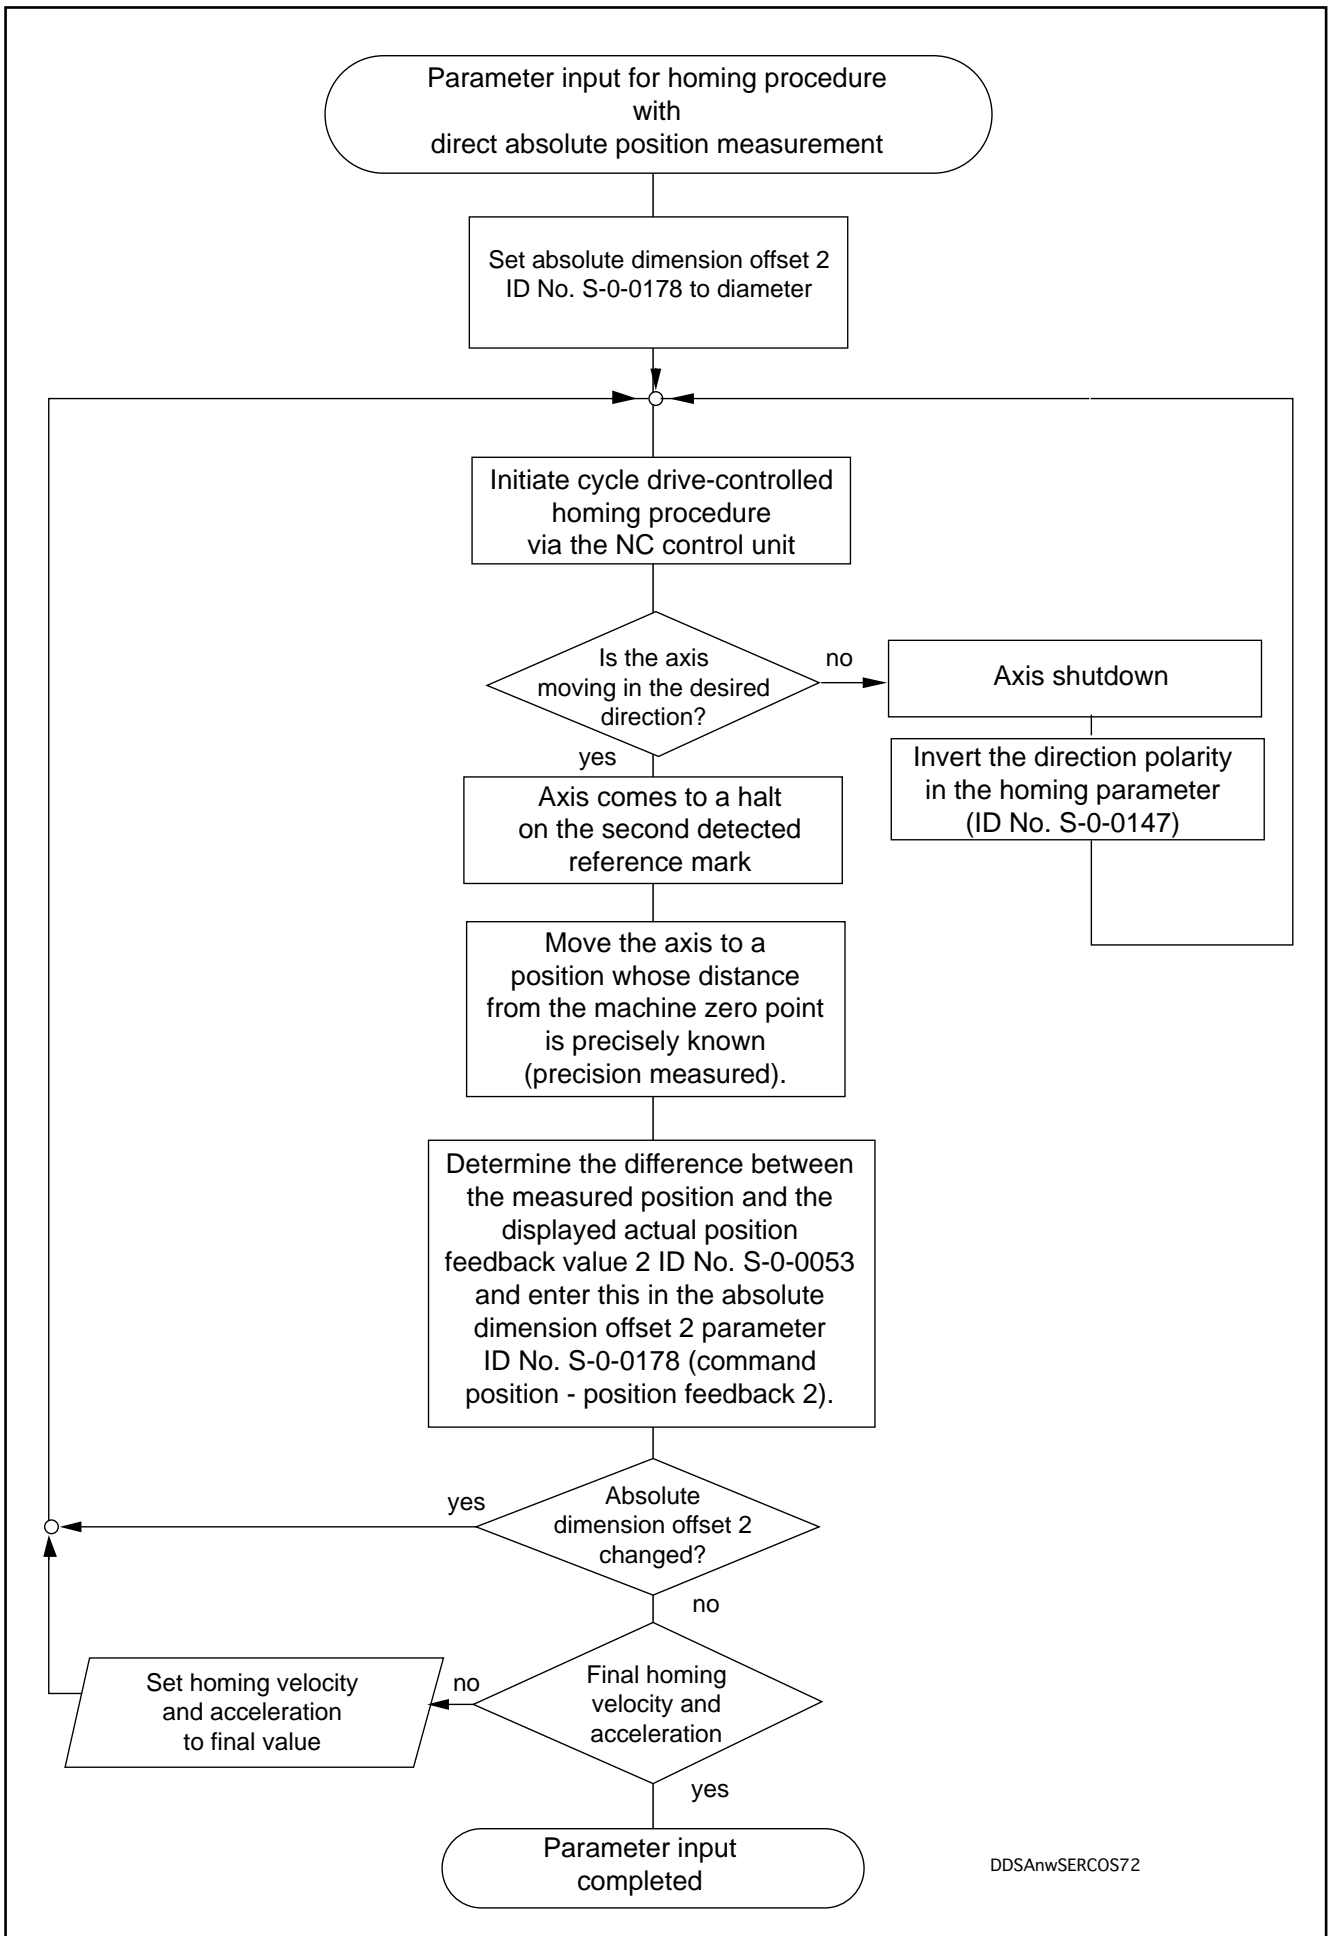 Parameter input for homing procedure
with
direct absolute position measurement
Set absolute dimension offset 2
ID No. S-0-0178 to diameter
Initiate cycle drive-controlled
homing procedure
via the NC control unit
Is the axis
moving in the desired
direction?
no
Axis shutdown
yes
Invert the direction polarity
in the homing parameter
(ID No. S-0-0147)
Axis comes to a halt
on the second detected
reference mark
Move the axis to a
position whose distance
from the machine zero point
is precisely known
(precision measured).
Determine the difference between
the measured position and the
displayed actual position
feedback value 2 ID No. S-0-0053
and enter this in the absolute
dimension offset 2 parameter
ID No. S-0-0178 (command
position - position feedback 2).
Absolute
dimension offset 2
changed?
yes
no
Final homing
velocity and
acceleration
no
Set homing velocity
and acceleration
to final value
yes
Parameter input
completed
DDSAnwSERCOS72